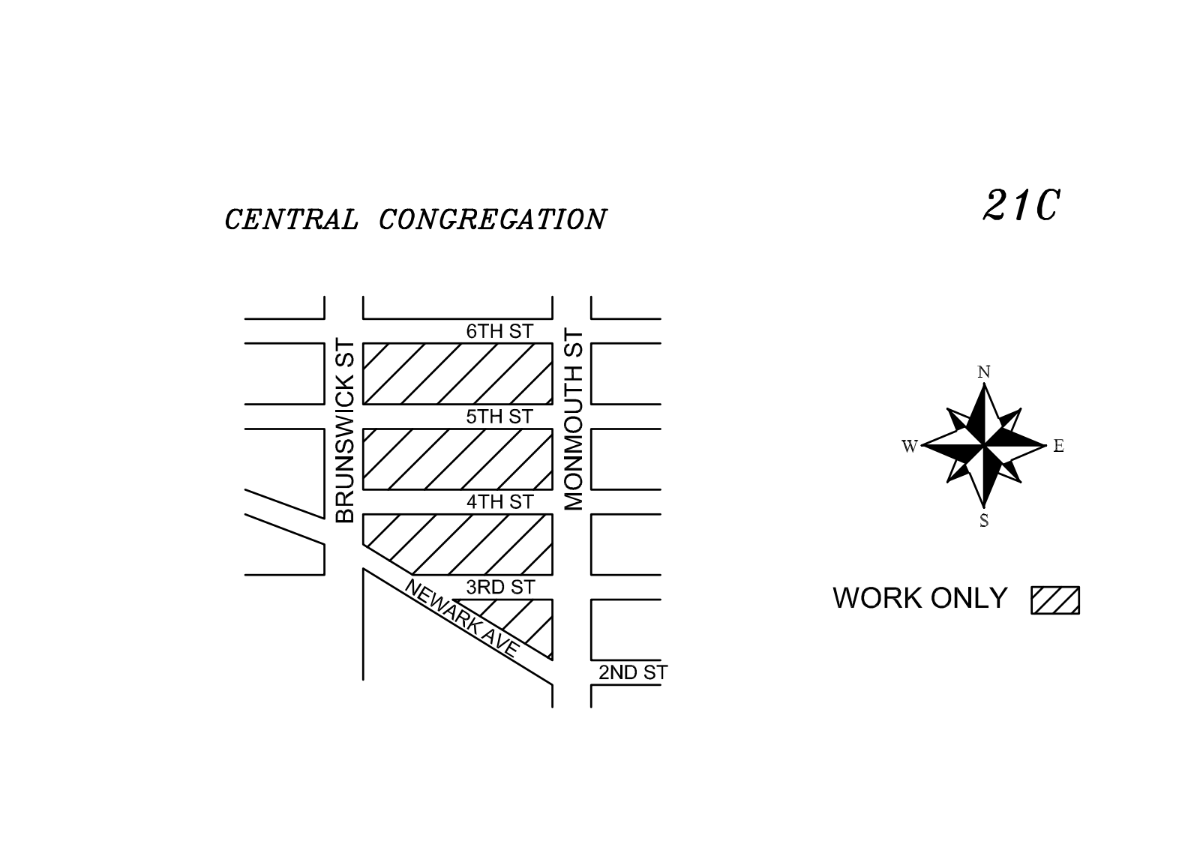 21C
CENTRAL CONGREGATION
6TH ST
BRUNSWICK ST
MONMOUTH ST
5TH ST
4TH ST
3RD ST
NEWARK AVE
2ND ST
N
W
E
S
WORK ONLY